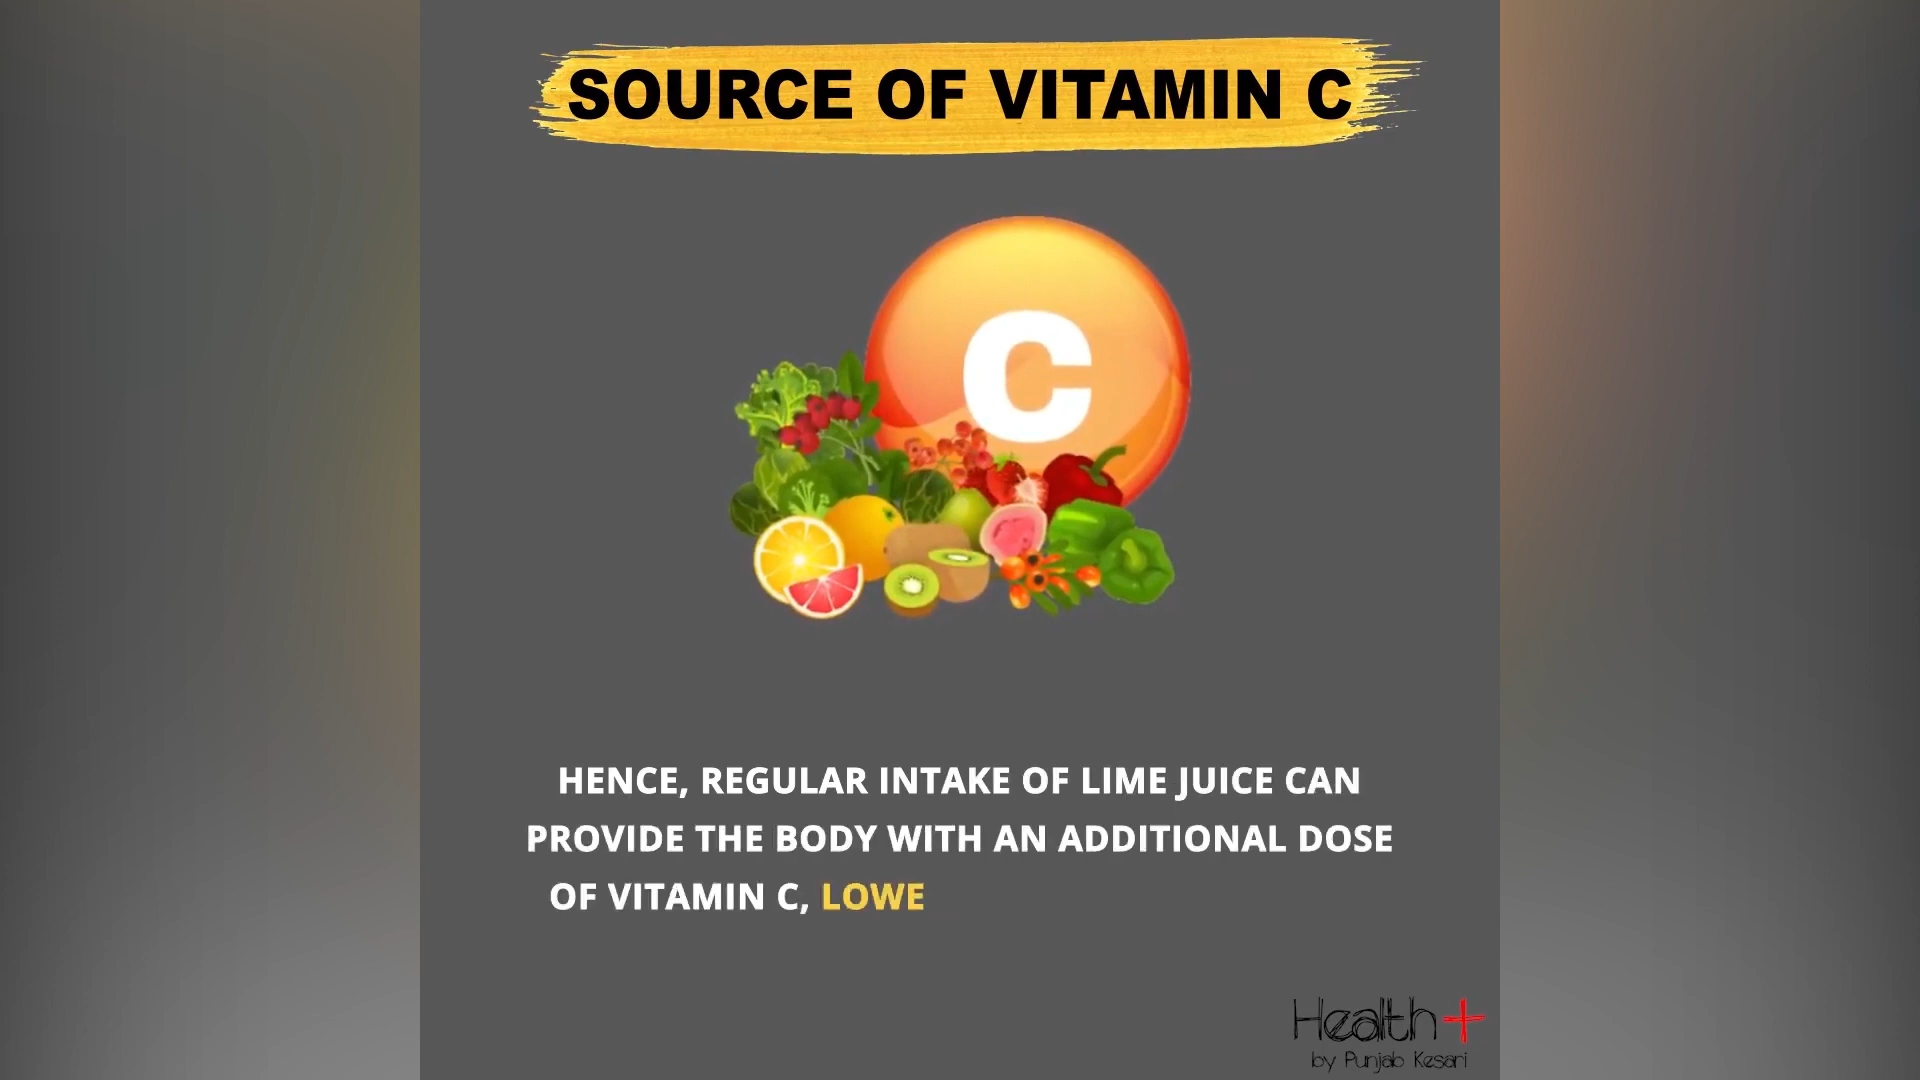 SOURCE OF VITAMIN C
C
HENCE, REGULAR INTAKE OF LIME JUICE CAN
PROVIDE THE BODY WITH AN ADDITIONAL DOSE
OF VITAMIN C, LOWE
Health+
by Punjab Kesari